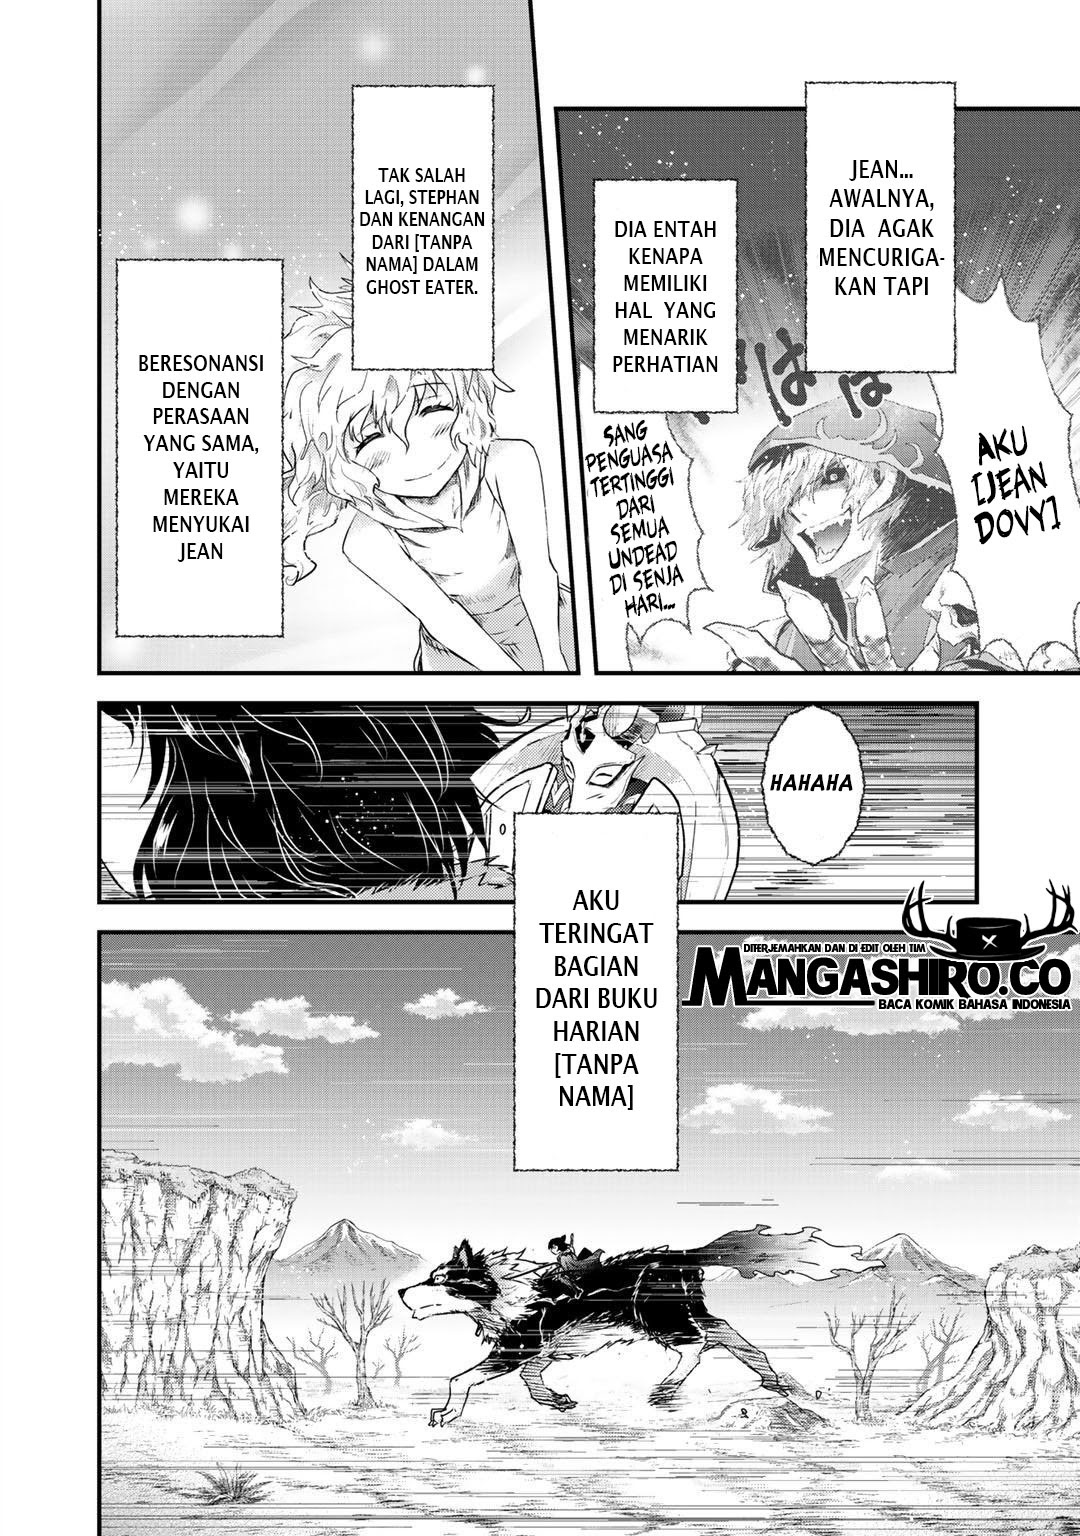 JEAN...
AWALNYA,
DIA AGAK
MENCURIGA-
KAN TAPI
AKU
[JEAN
DOVY]
はは
DIA ENTAH
KENAPA
MEMILIKI
HAL YANG
MENARIK
PERHATIAN
SANG
PENGUASA
TERTINGGI
DARI
SEMUA
UNDEAD
DI SENJA
HARI...
TAK SALAH
LAGI, STEPHAN
DAN KENANGAN
DARI [TANPA
NAMA] DALAM
GHOST EATER.
BERESONANSI
DENGAN
PERASAAN
YANG SAMA,
YAITU
MEREKA
MENYUKAI
JEAN
HAHAHA
AKU
TERINGAT
BAGIAN
DARI BUKU
HARIAN
[TANPA
NAMA]
DITERJEMAHKAN DAN DI EDIT OLEH TIM
MANGASHIRO.CO
BACA KOMIK BAHASA INDONESIA